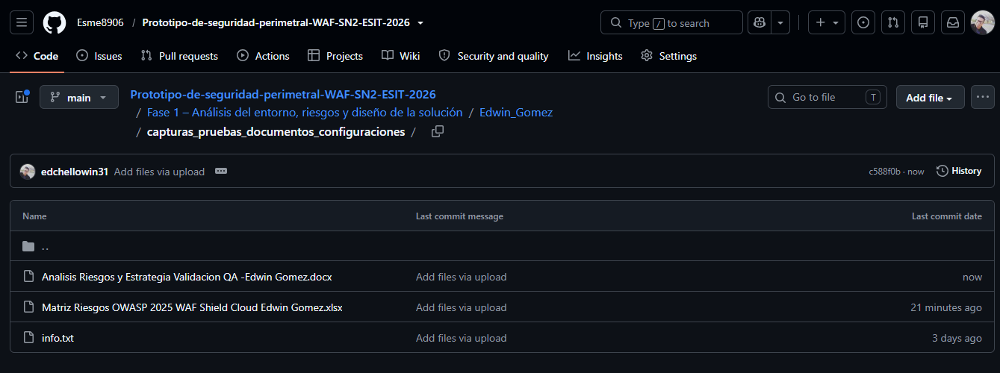 Esme8906 / Prototipo-de-seguridad-perimetral-WAF-SN2-ESIT-2026
Type / to search
Code Issues Pull requests Actions Projects Wiki Security and quality Insights Settings
main
Prototipo-de-seguridad-perimetral-WAF-SN2-ESIT-2026
/ Fase 1 – Análisis del entorno, riesgos y diseño de la solución / Edwin_Gomez
/ capturas_pruebas_documentos_configuraciones /
Go to file T
Add file
edchellowin31 Add files via upload c588f0b · now History
Name Last commit message Last commit date
..
Analisis Riesgos y Estrategia Validacion QA -Edwin Gomez.docx Add files via upload now
Matriz Riesgos OWASP 2025 WAF Shield Cloud Edwin Gomez.xlsx Add files via upload 21 minutes ago
info.txt Add files via upload 3 days ago